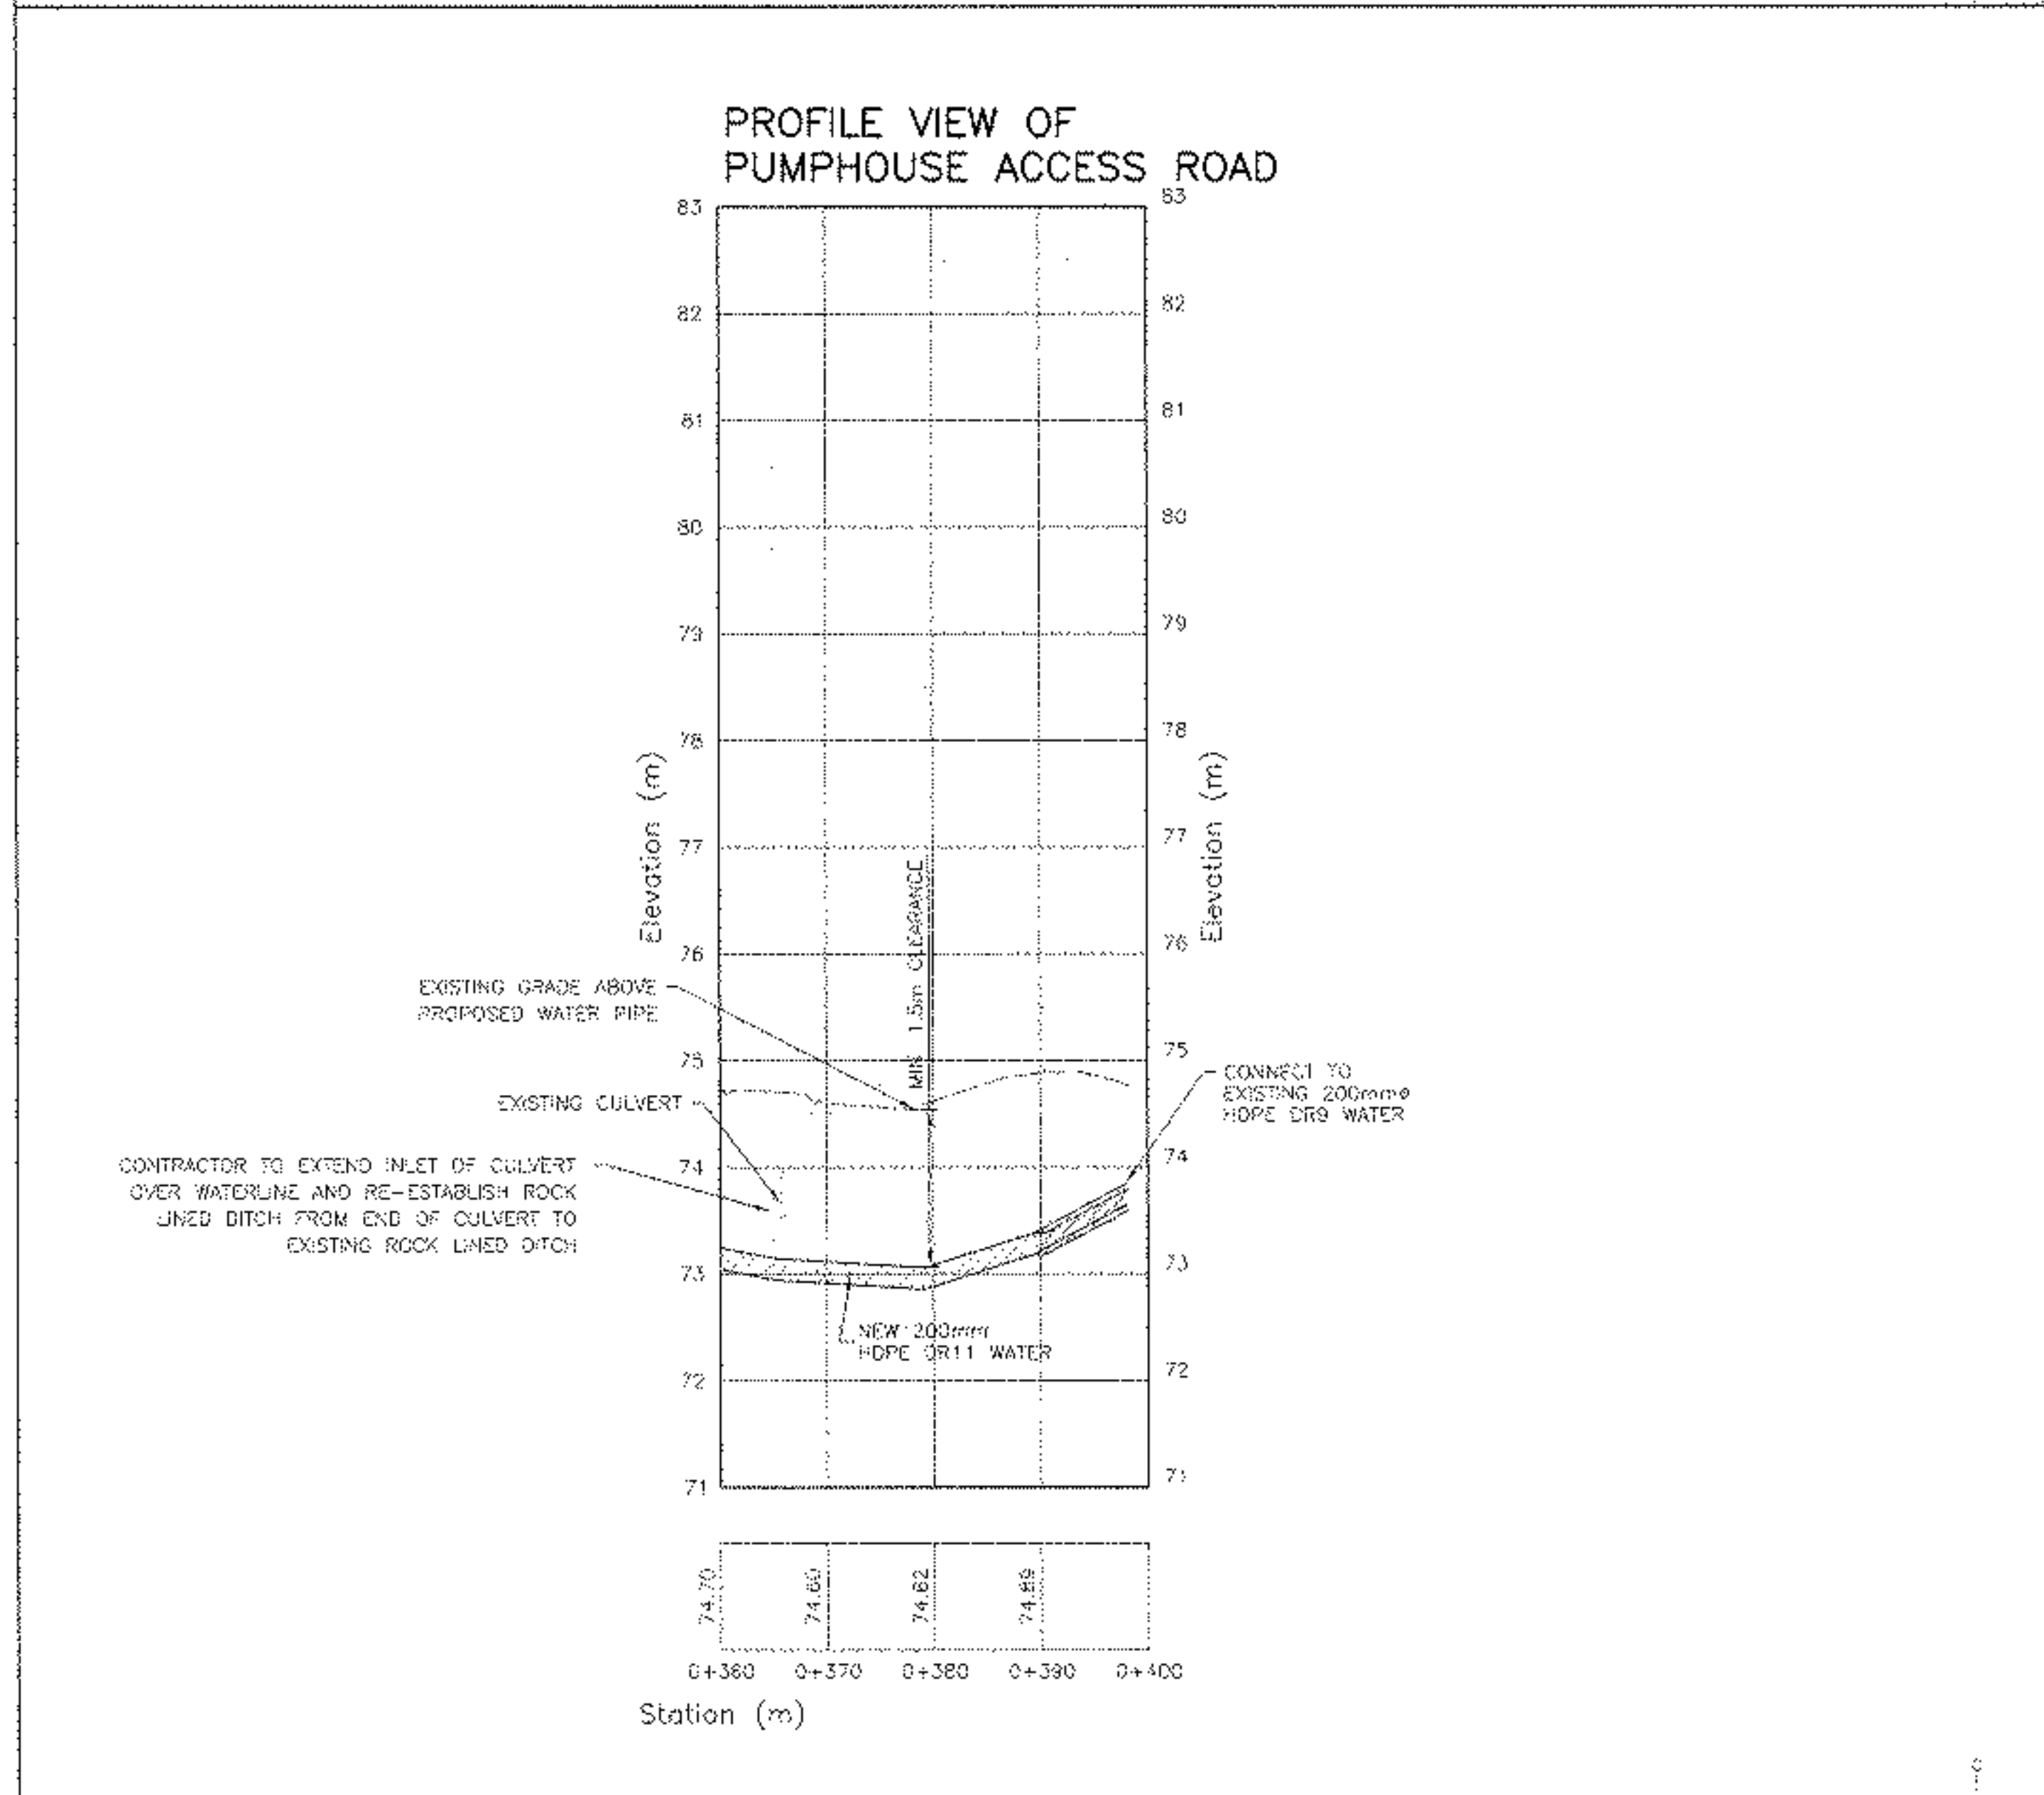 PROFILE VIEW OF
PUMPHOUSE ACCESS ROAD
83
82
81
80
79
78
77
76
75
74
73
72
71
Elevation (m)
83
82
81
80
79
78
77
76
75
74
73
72
71
Elevation (m)
MIN 1.5m CLEARANCE
EXISTING GRADE ABOVE
PROPOSED WATER PIPE
EXISTING CULVERT
CONTRACTOR TO EXTEND INLET OF CULVERT
OVER WATERLINE AND RE-ESTABLISH ROCK
LINED DITCH FROM END OF CULVERT TO
EXISTING ROCK LINED DITCH
CONNECT TO
EXISTING 200mmø
HDPE DR9 WATER
NEW 200mm
HDPE DR11 WATER
74.70
74.60
74.62
74.89
0+360
0+370
0+380
0+390
0+400
Station (m)